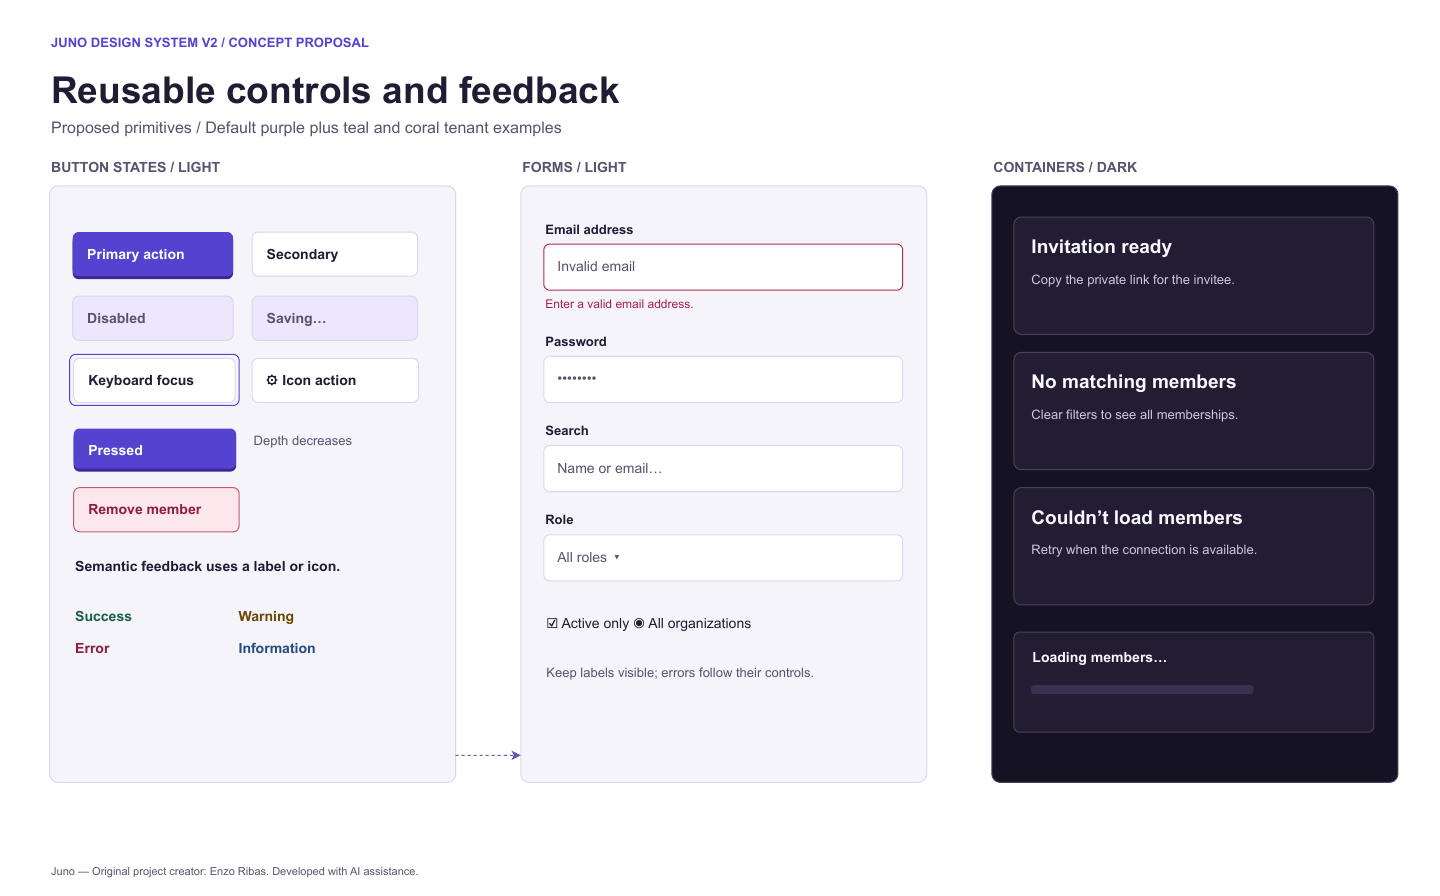 JUNO DESIGN SYSTEM V2 / CONCEPT PROPOSAL
Reusable controls and feedback
Proposed primitives / Default purple plus teal and coral tenant examples
BUTTON STATES / LIGHT
Primary action
Secondary
Disabled
Saving…
Keyboard focus
⚙ Icon action
Pressed
Depth decreases
Remove member
Semantic feedback uses a label or icon.
Success
Warning
Error
Information
FORMS / LIGHT
Email address
Invalid email
Enter a valid email address.
Password
••••••••
Search
Name or email…
Role
All roles ▾
☑ Active only ◉ All organizations
Keep labels visible; errors follow their controls.
CONTAINERS / DARK
Invitation ready
Copy the private link for the invitee.
No matching members
Clear filters to see all memberships.
Couldn’t load members
Retry when the connection is available.
Loading members…
Juno — Original project creator: Enzo Ribas. Developed with AI assistance.